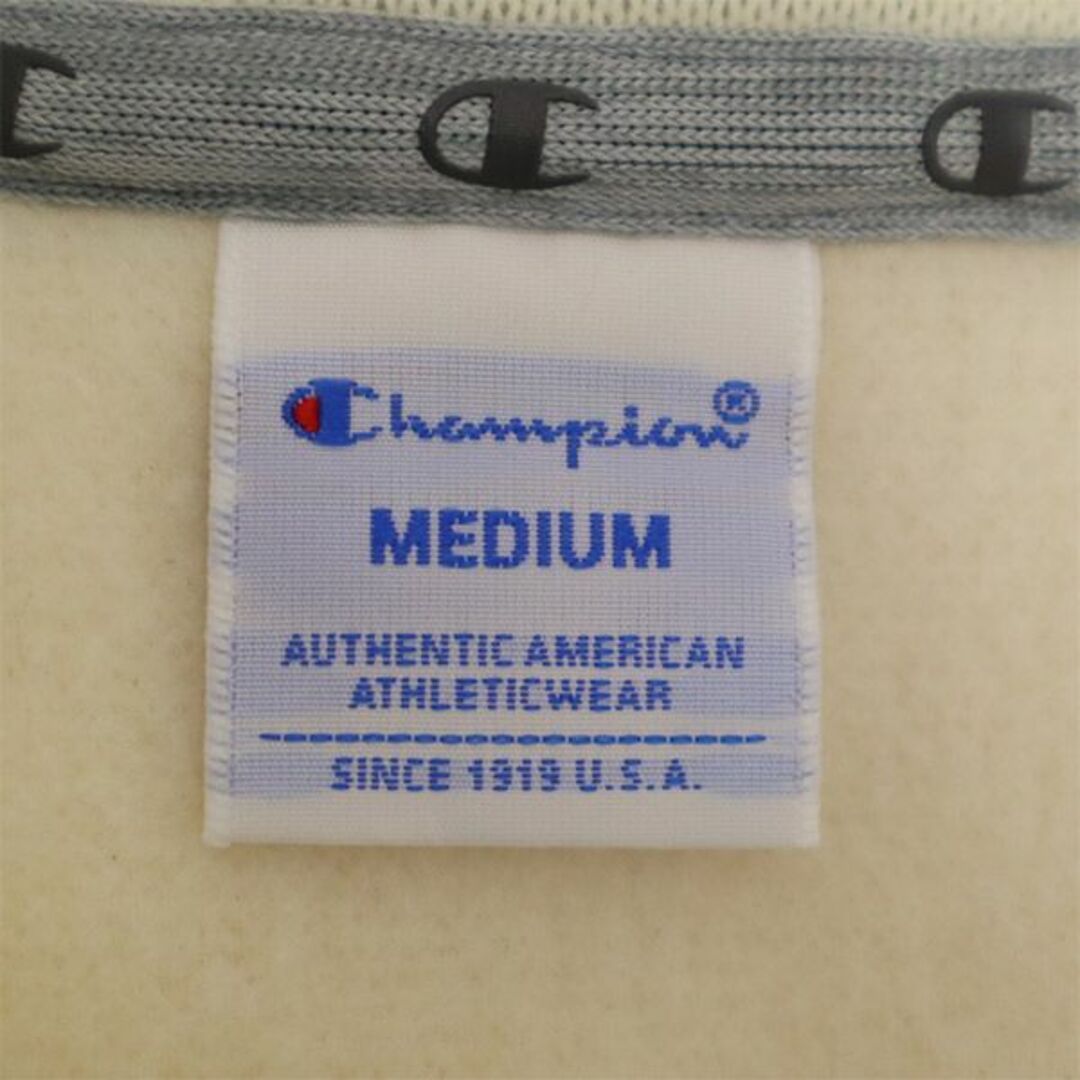 Champion®
MEDIUM
AUTHENTIC AMERICAN
ATHLETICWEAR
SINCE 1919 U.S.A.